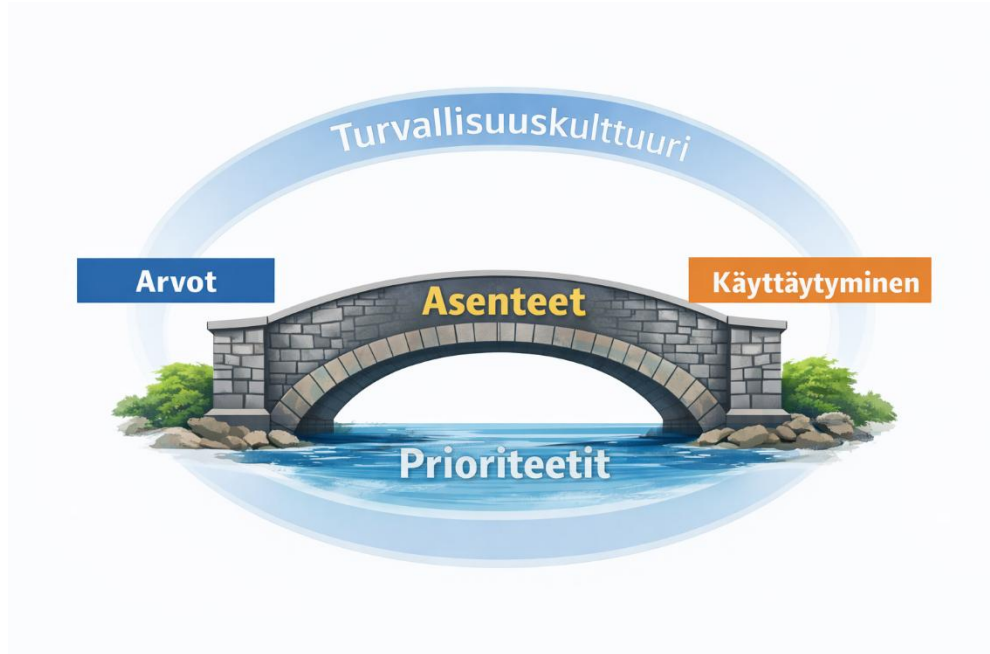 Turvallisuuskulttuuri
Arvot
Käyttäytyminen
Asenteet
Prioriteetit